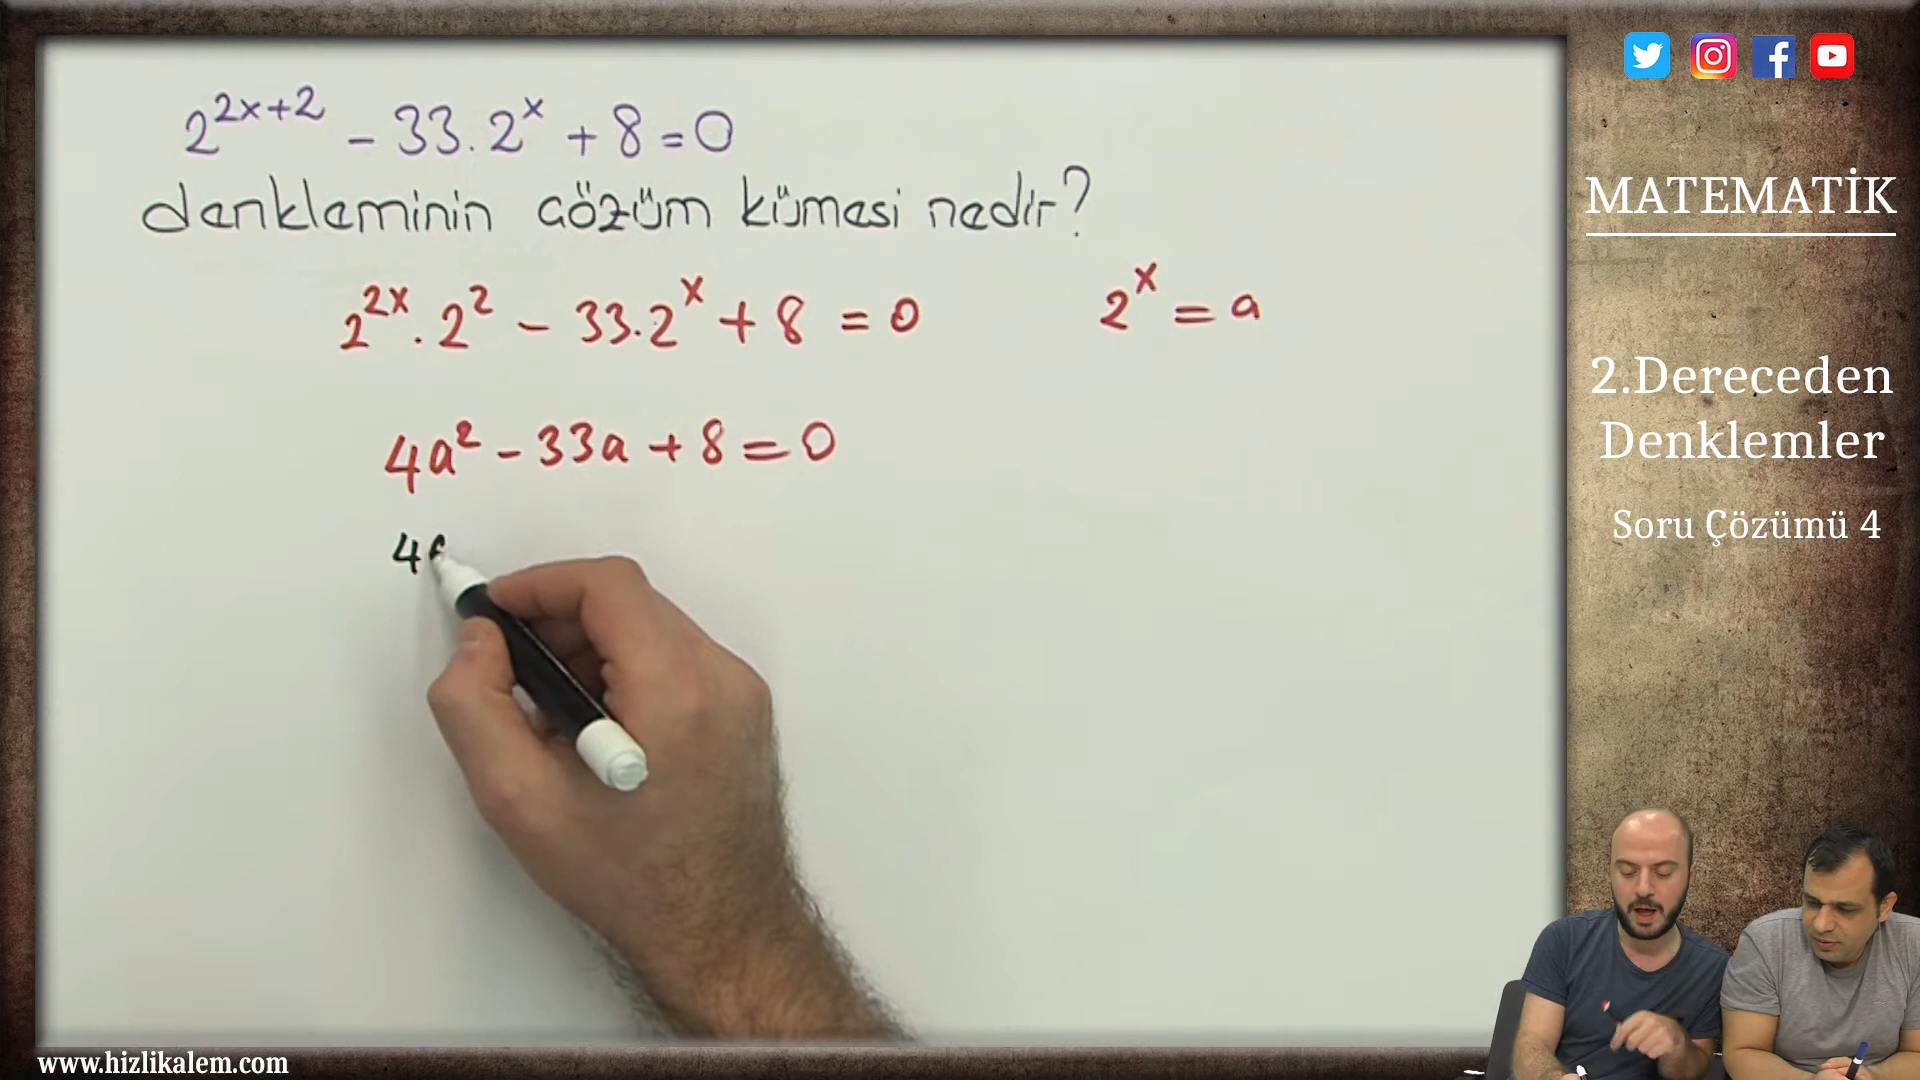 2^{2x+2} - 33.2^x + 8 = 0
denkleminin çözüm kümesi nedir?
2^{2x} . 2^2 - 33.2^x + 8 = 0
2^x = a
4a^2 - 33a + 8 = 0
4
MATEMATİK
2.Dereceden
Denklemler
Soru Çözümü 4
www.hizlikalem.com